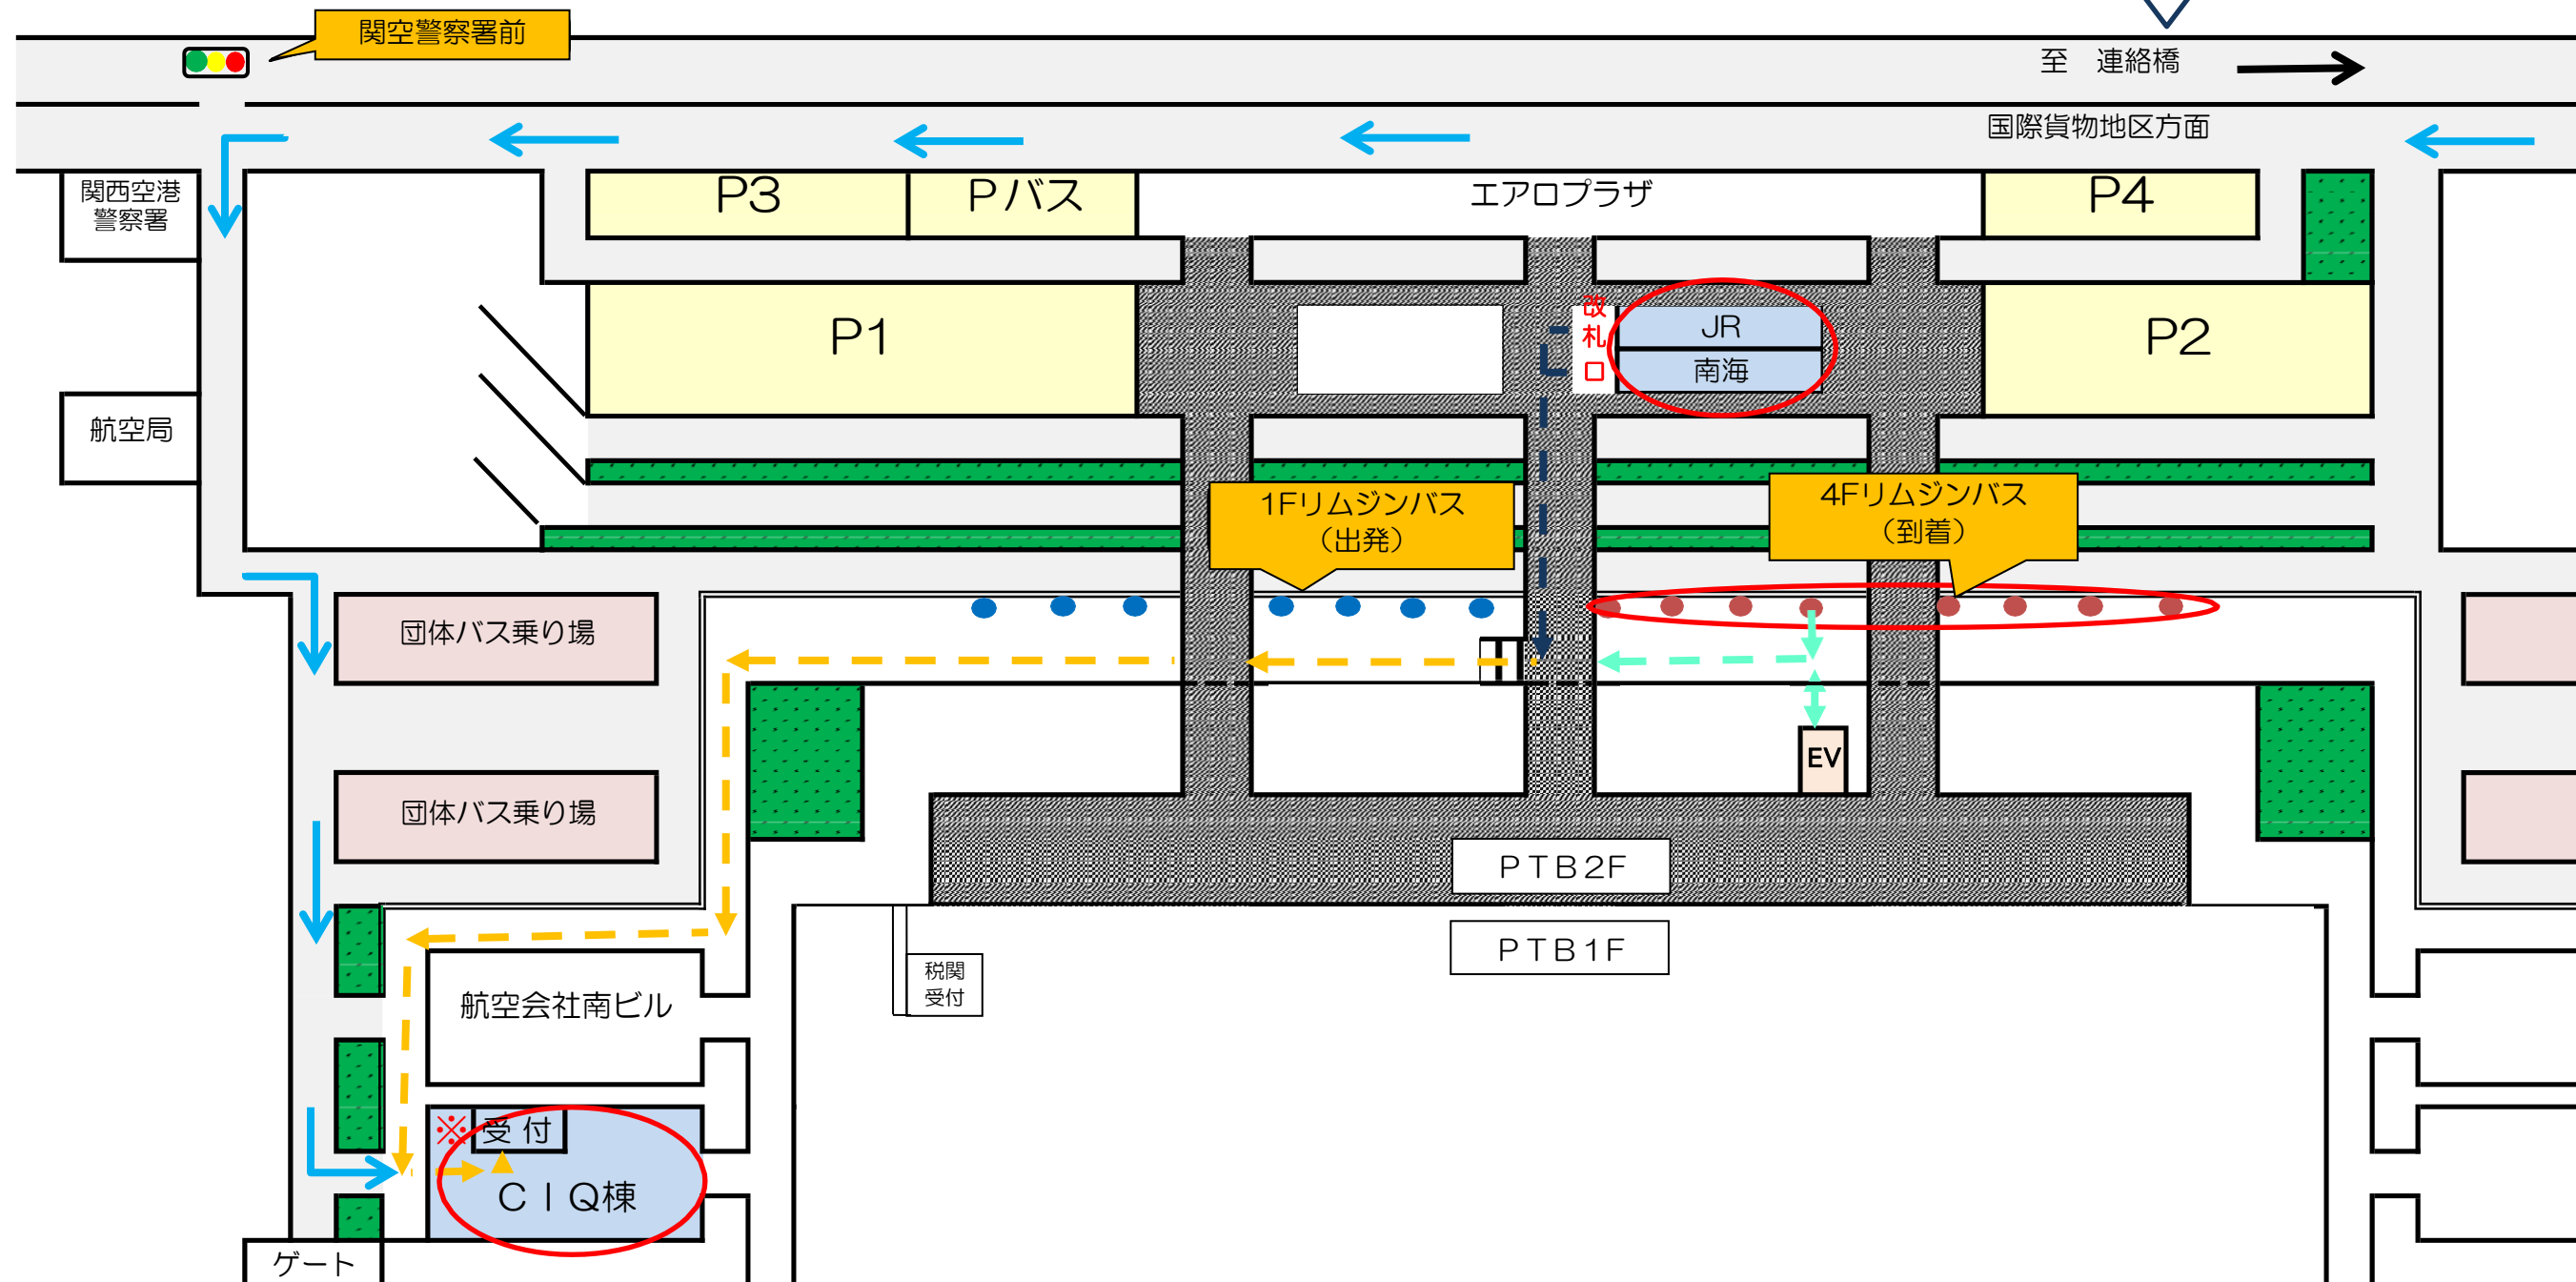 関空警察署前
至　連絡橋
国際貨物地区方面
関西空港
警察署
P3
Pバス
エアロプラザ
P4
P1
改
札
口
JR
南海
P2
航空局
1Fリムジンバス
（出発）
4Fリムジンバス
（到着）
団体バス乗り場
EV
団体バス乗り場
ＰＴＢ２Ｆ
ＰＴＢ１Ｆ
税関
受付
航空会社南ビル
※
受 付
ＣＩＱ棟
ゲート